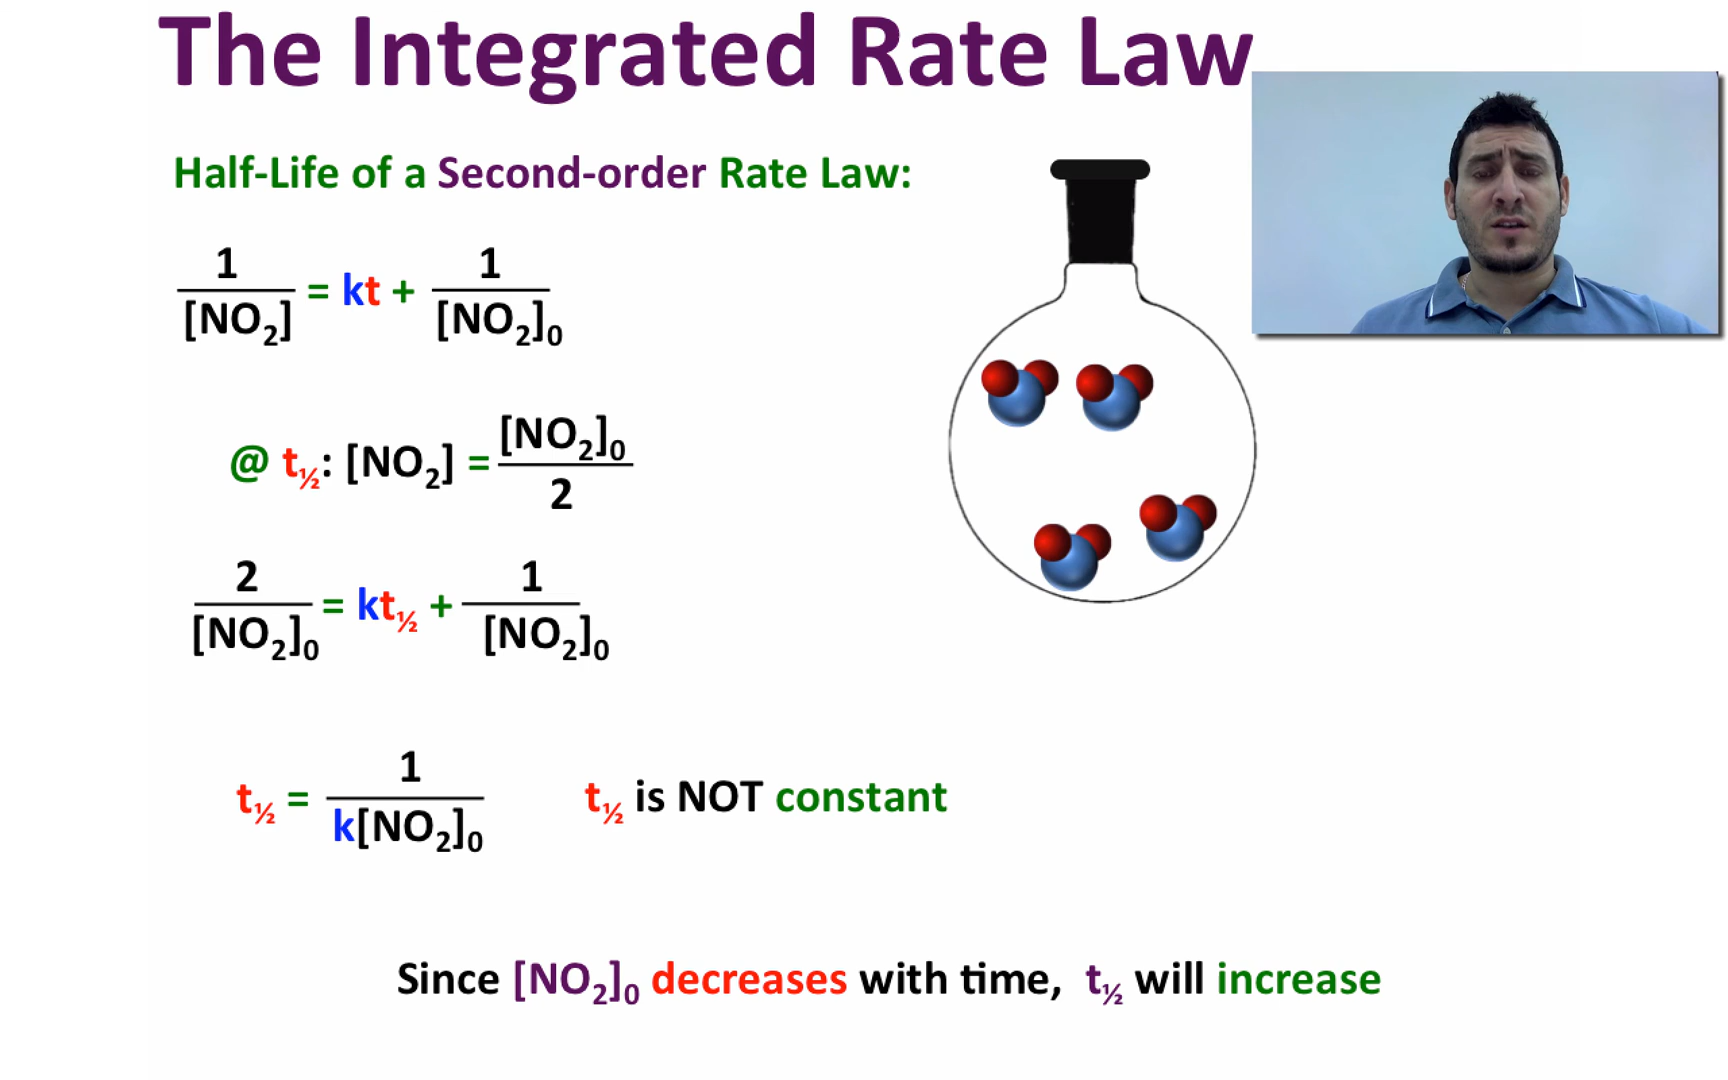 The Integrated Rate Law
Half-Life of a Second-order Rate Law:
1/[NO₂] = kt + 1/[NO₂]₀
@ t½: [NO₂] = [NO₂]₀/2
2/[NO₂]₀ = kt½ + 1/[NO₂]₀
t½ = 1/k[NO₂]₀ t½ is NOT constant
Since [NO₂]₀ decreases with time, t½ will increase